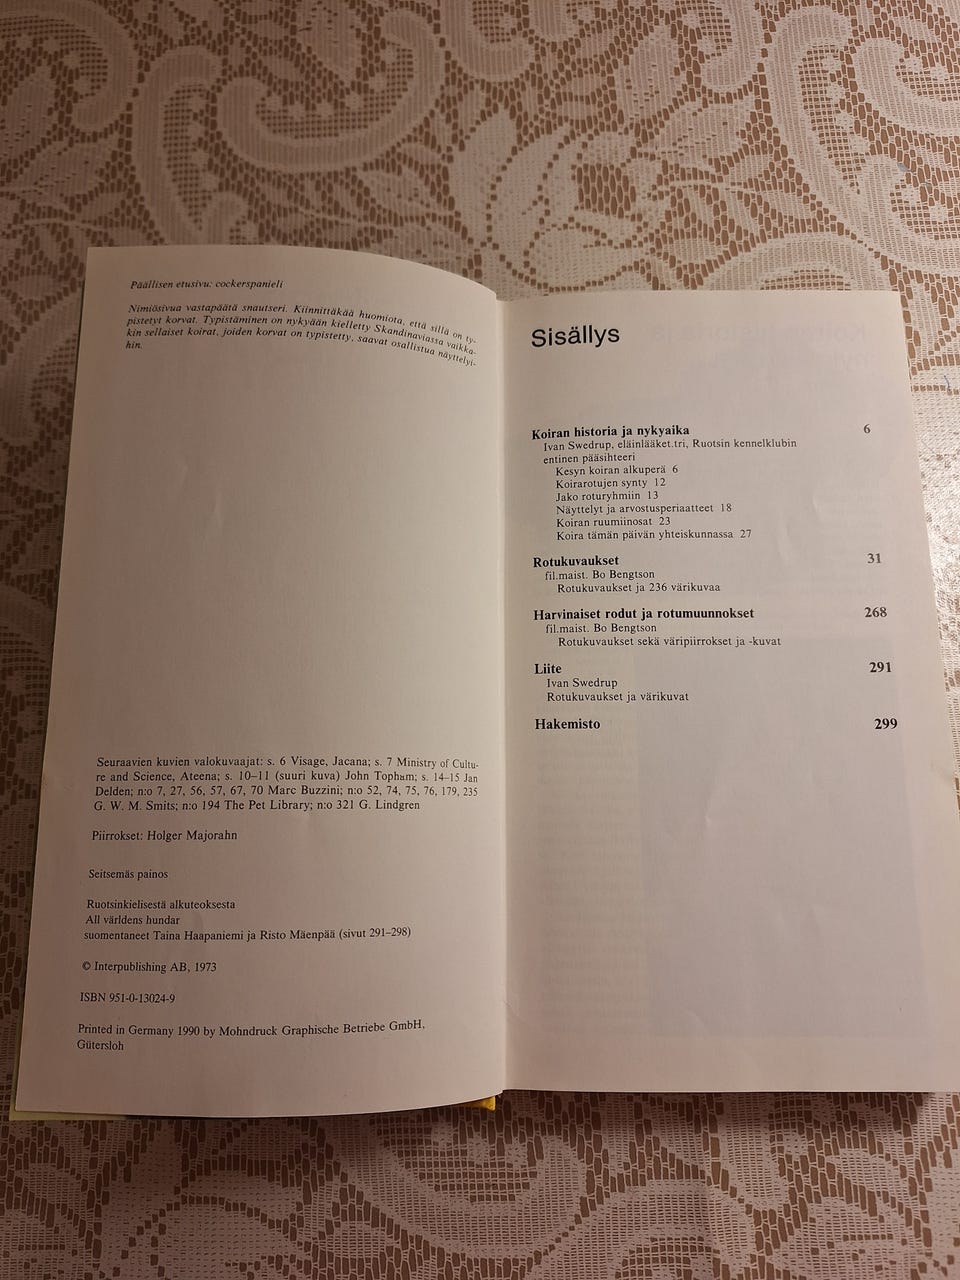 Päällisen etusivu: cockerspanieli
Nimiösivua vastapäätä snautseri. Kiinnittäkää huomiota, että sillä on ty-
pistetyt korvat. Typistäminen on nykyään kielletty Skandinaviassa vaikka-
kin sellaiset koirat, joiden korvat on typistetty, saavat osallistua näyttelyi-
hin.
Seuraavien kuvien valokuvaajat: s. 6 Visage, Jacana; s. 7 Ministry of Cultu-
re and Science, Ateena; s. 10–11 (suuri kuva) John Topham; s. 14–15 Jan
Delden; n:o 7, 27, 56, 57, 67, 70 Marc Buzzini; n:o 52, 74, 75, 76, 179, 235
G. W. M. Smits; n:o 194 The Pet Library; n:o 321 G. Lindgren
Piirrokset: Holger Majorahn
Seitsemäs painos
Ruotsinkielisestä alkuteoksesta
All världens hundar
suomentaneet Taina Haapaniemi ja Risto Mäenpää (sivut 291–298)
© Interpublishing AB, 1973
ISBN 951-0-13024-9
Printed in Germany 1990 by Mohndruck Graphische Betriebe GmbH,
Gütersloh
Sisällys
Koiran historia ja nykyaika 6
Ivan Swedrup, eläinlääket.tri, Ruotsin kennelklubin
entinen pääsihteeri
Kesyn koiran alkuperä 6
Koirarotujen synty 12
Jako roturyhmiin 13
Näyttelyt ja arvostusperiaatteet 18
Koiran ruumiinosat 23
Koira tämän päivän yhteiskunnassa 27
Rotukuvaukset 31
fil.maist. Bo Bengtson
Rotukuvaukset ja 236 värikuvaa
Harvinaiset rodut ja rotumuunnokset 268
fil.maist. Bo Bengtson
Rotukuvaukset sekä väripiirrokset ja -kuvat
Liite 291
Ivan Swedrup
Rotukuvaukset ja värikuvat
Hakemisto 299